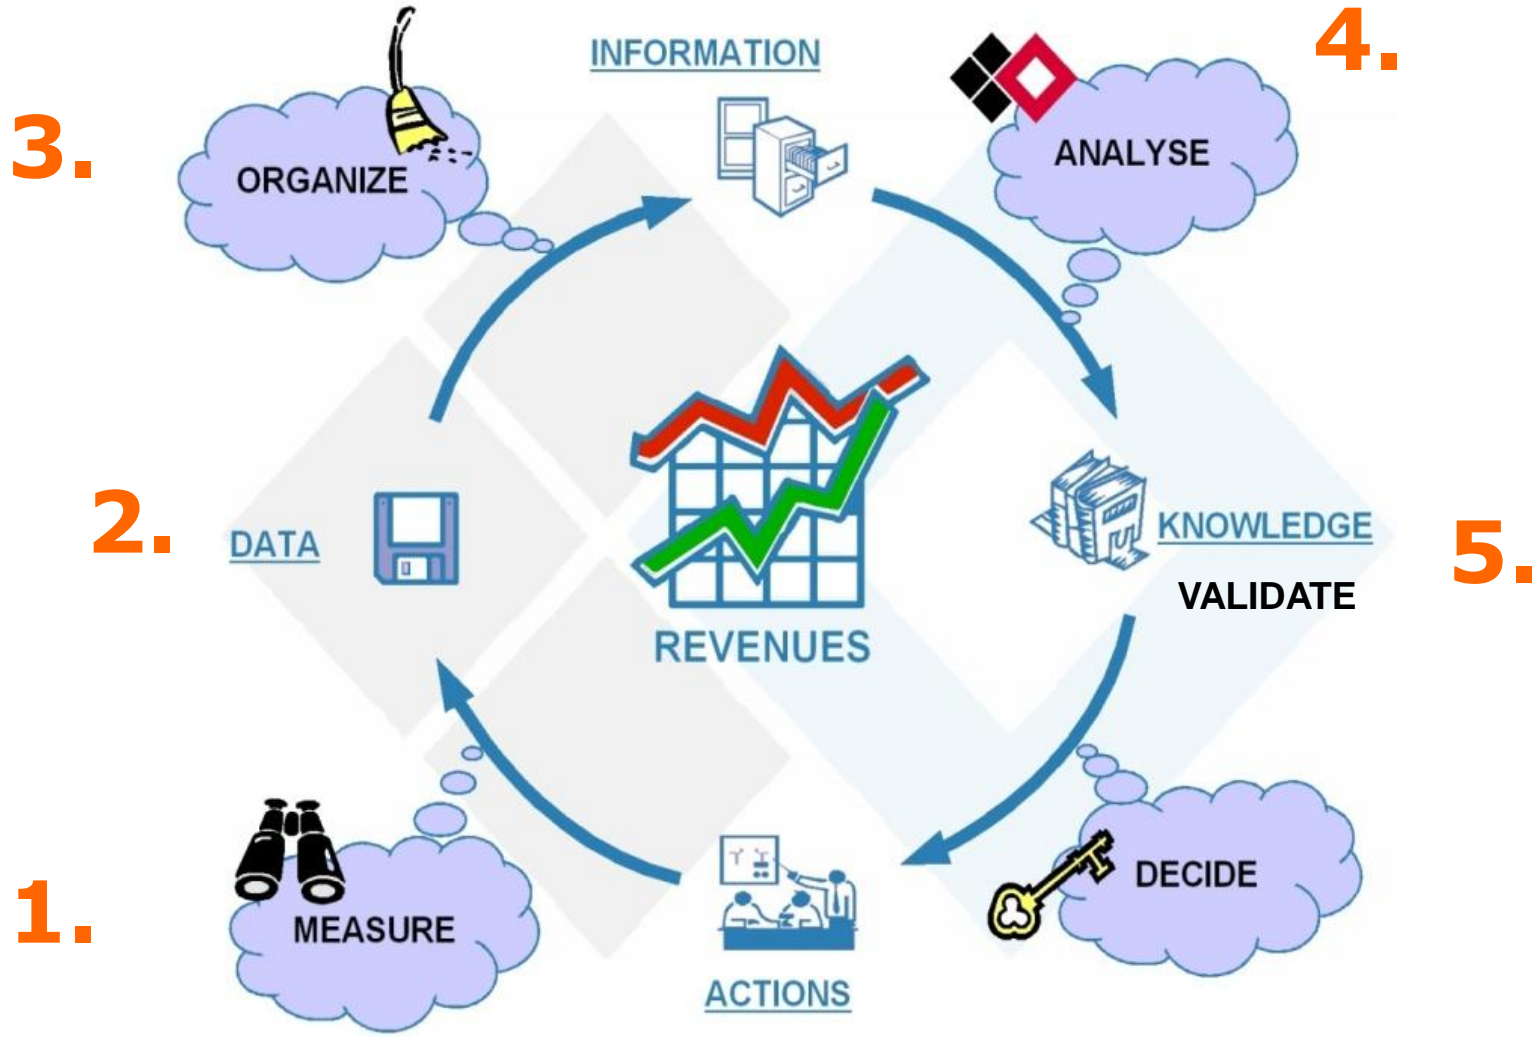 4.
INFORMATION
3.
ANALYSE
ORGANIZE
2.
DATA
KNOWLEDGE
5.
VALIDATE
REVENUES
DECIDE
1.
MEASURE
ACTIONS